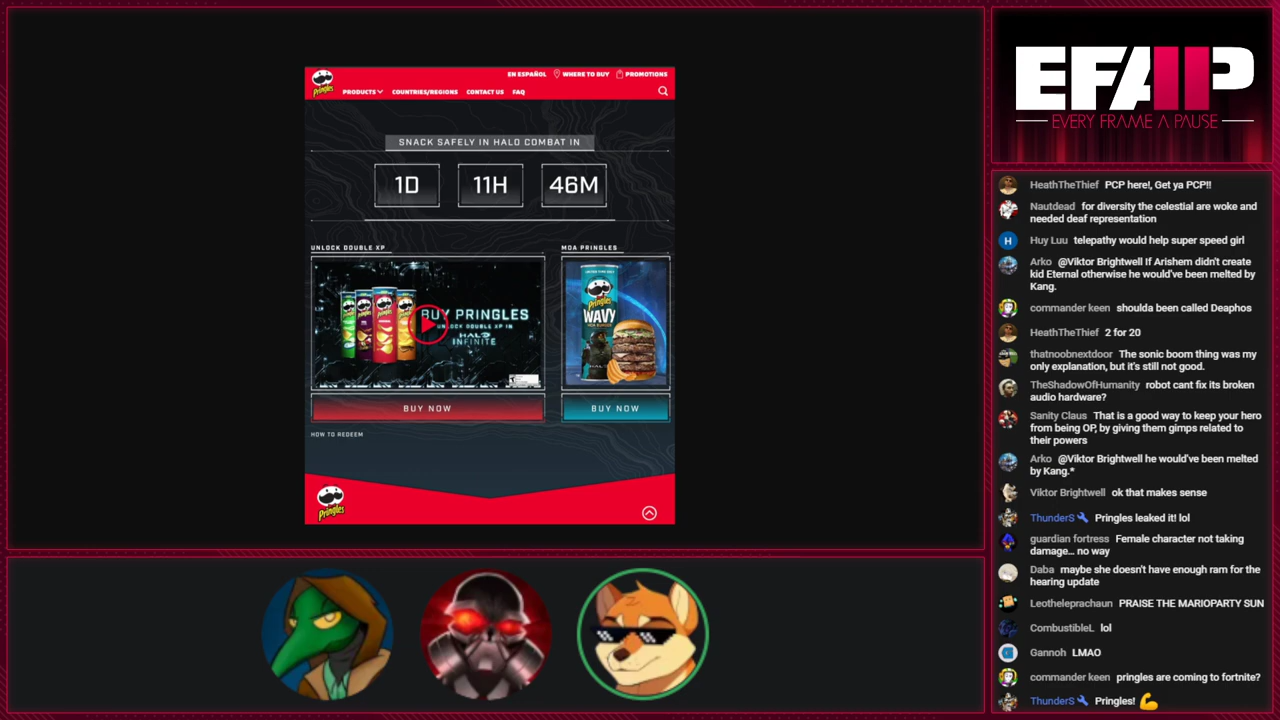 EN ESPAÑOL WHERE TO BUY PROMOTIONS
Pringles
PRODUCTS COUNTRIES/REGIONS CONTACT US FAQ
SNACK SAFELY IN HALO COMBAT IN
1D 11H 46M
UNLOCK DOUBLE XP
MOA PRINGLES
BUY PRINGLES
UNLOCK DOUBLE XP IN
HALO
INFINITE
Pringles
WAVY
MOA BURGER
BUY NOW
BUY NOW
HOW TO REDEEM
Pringles
EFAP
EVERY FRAME A PAUSE
HeathTheThief PCP here!, Get ya PCP!!
Nautdead for diversity the celestial are woke and
needed deaf representation
H
Huy Luu telepathy would help super speed girl
Arko @Viktor Brightwell If Arishem didn't create
kid Eternal otherwise he would've been melted by
Kang.
commander keen shoulda been called Deaphos
HeathTheThief 2 for 20
thatnoobnextdoor The sonic boom thing was my
only explanation, but it's still not good.
TheShadowOfHumanity robot cant fix its broken
audio hardware?
Sanity Claus That is a good way to keep your hero
from being OP, by giving them gimps related to
their powers
Arko @Viktor Brightwell he would've been melted
by Kang.*
Viktor Brightwell ok that makes sense
ThunderS Pringles leaked it! lol
guardian fortress Female character not taking
damage... no way
Daba maybe she doesn't have enough ram for the
hearing update
Leotheleprachaun PRAISE THE MARIOPARTY SUN
CombustibleL lol
Gannoh LMAO
commander keen pringles are coming to fortnite?
ThunderS Pringles! 💪